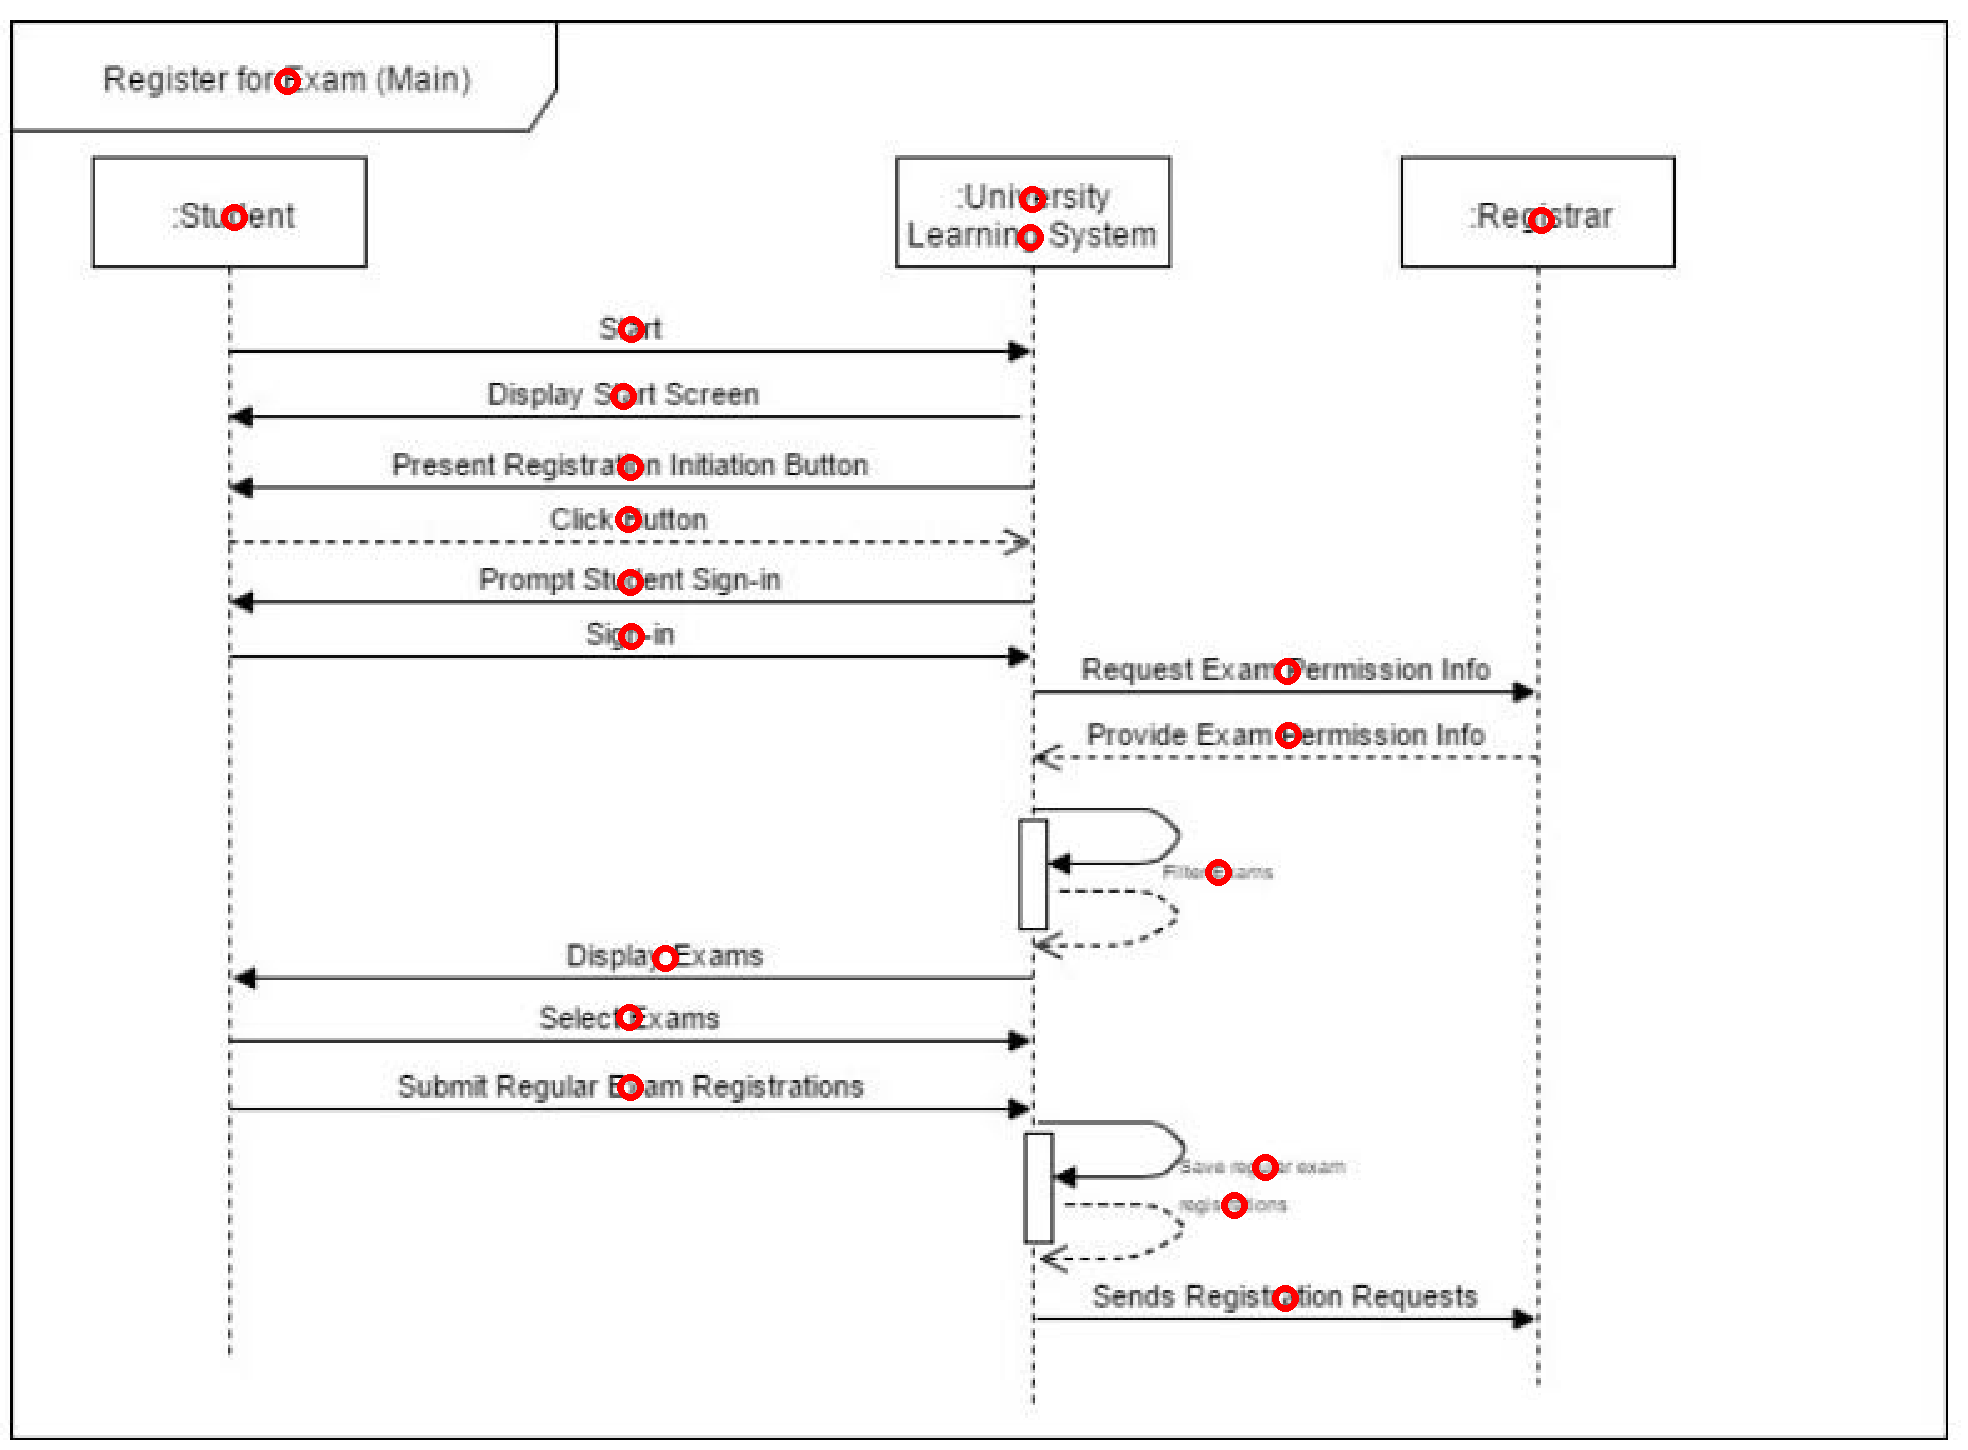 Register for Exam (Main)
:Student
:University
Learning System
:Registrar
Start
Display Start Screen
Present Registration Initiation Button
Click Button
Prompt Student Sign-in
Sign-in
Request Exam Permission Info
Provide Exam Permission Info
Filter Exams
Display Exams
Select Exams
Submit Regular Exam Registrations
Save regular exam
registrations
Sends Registration Requests